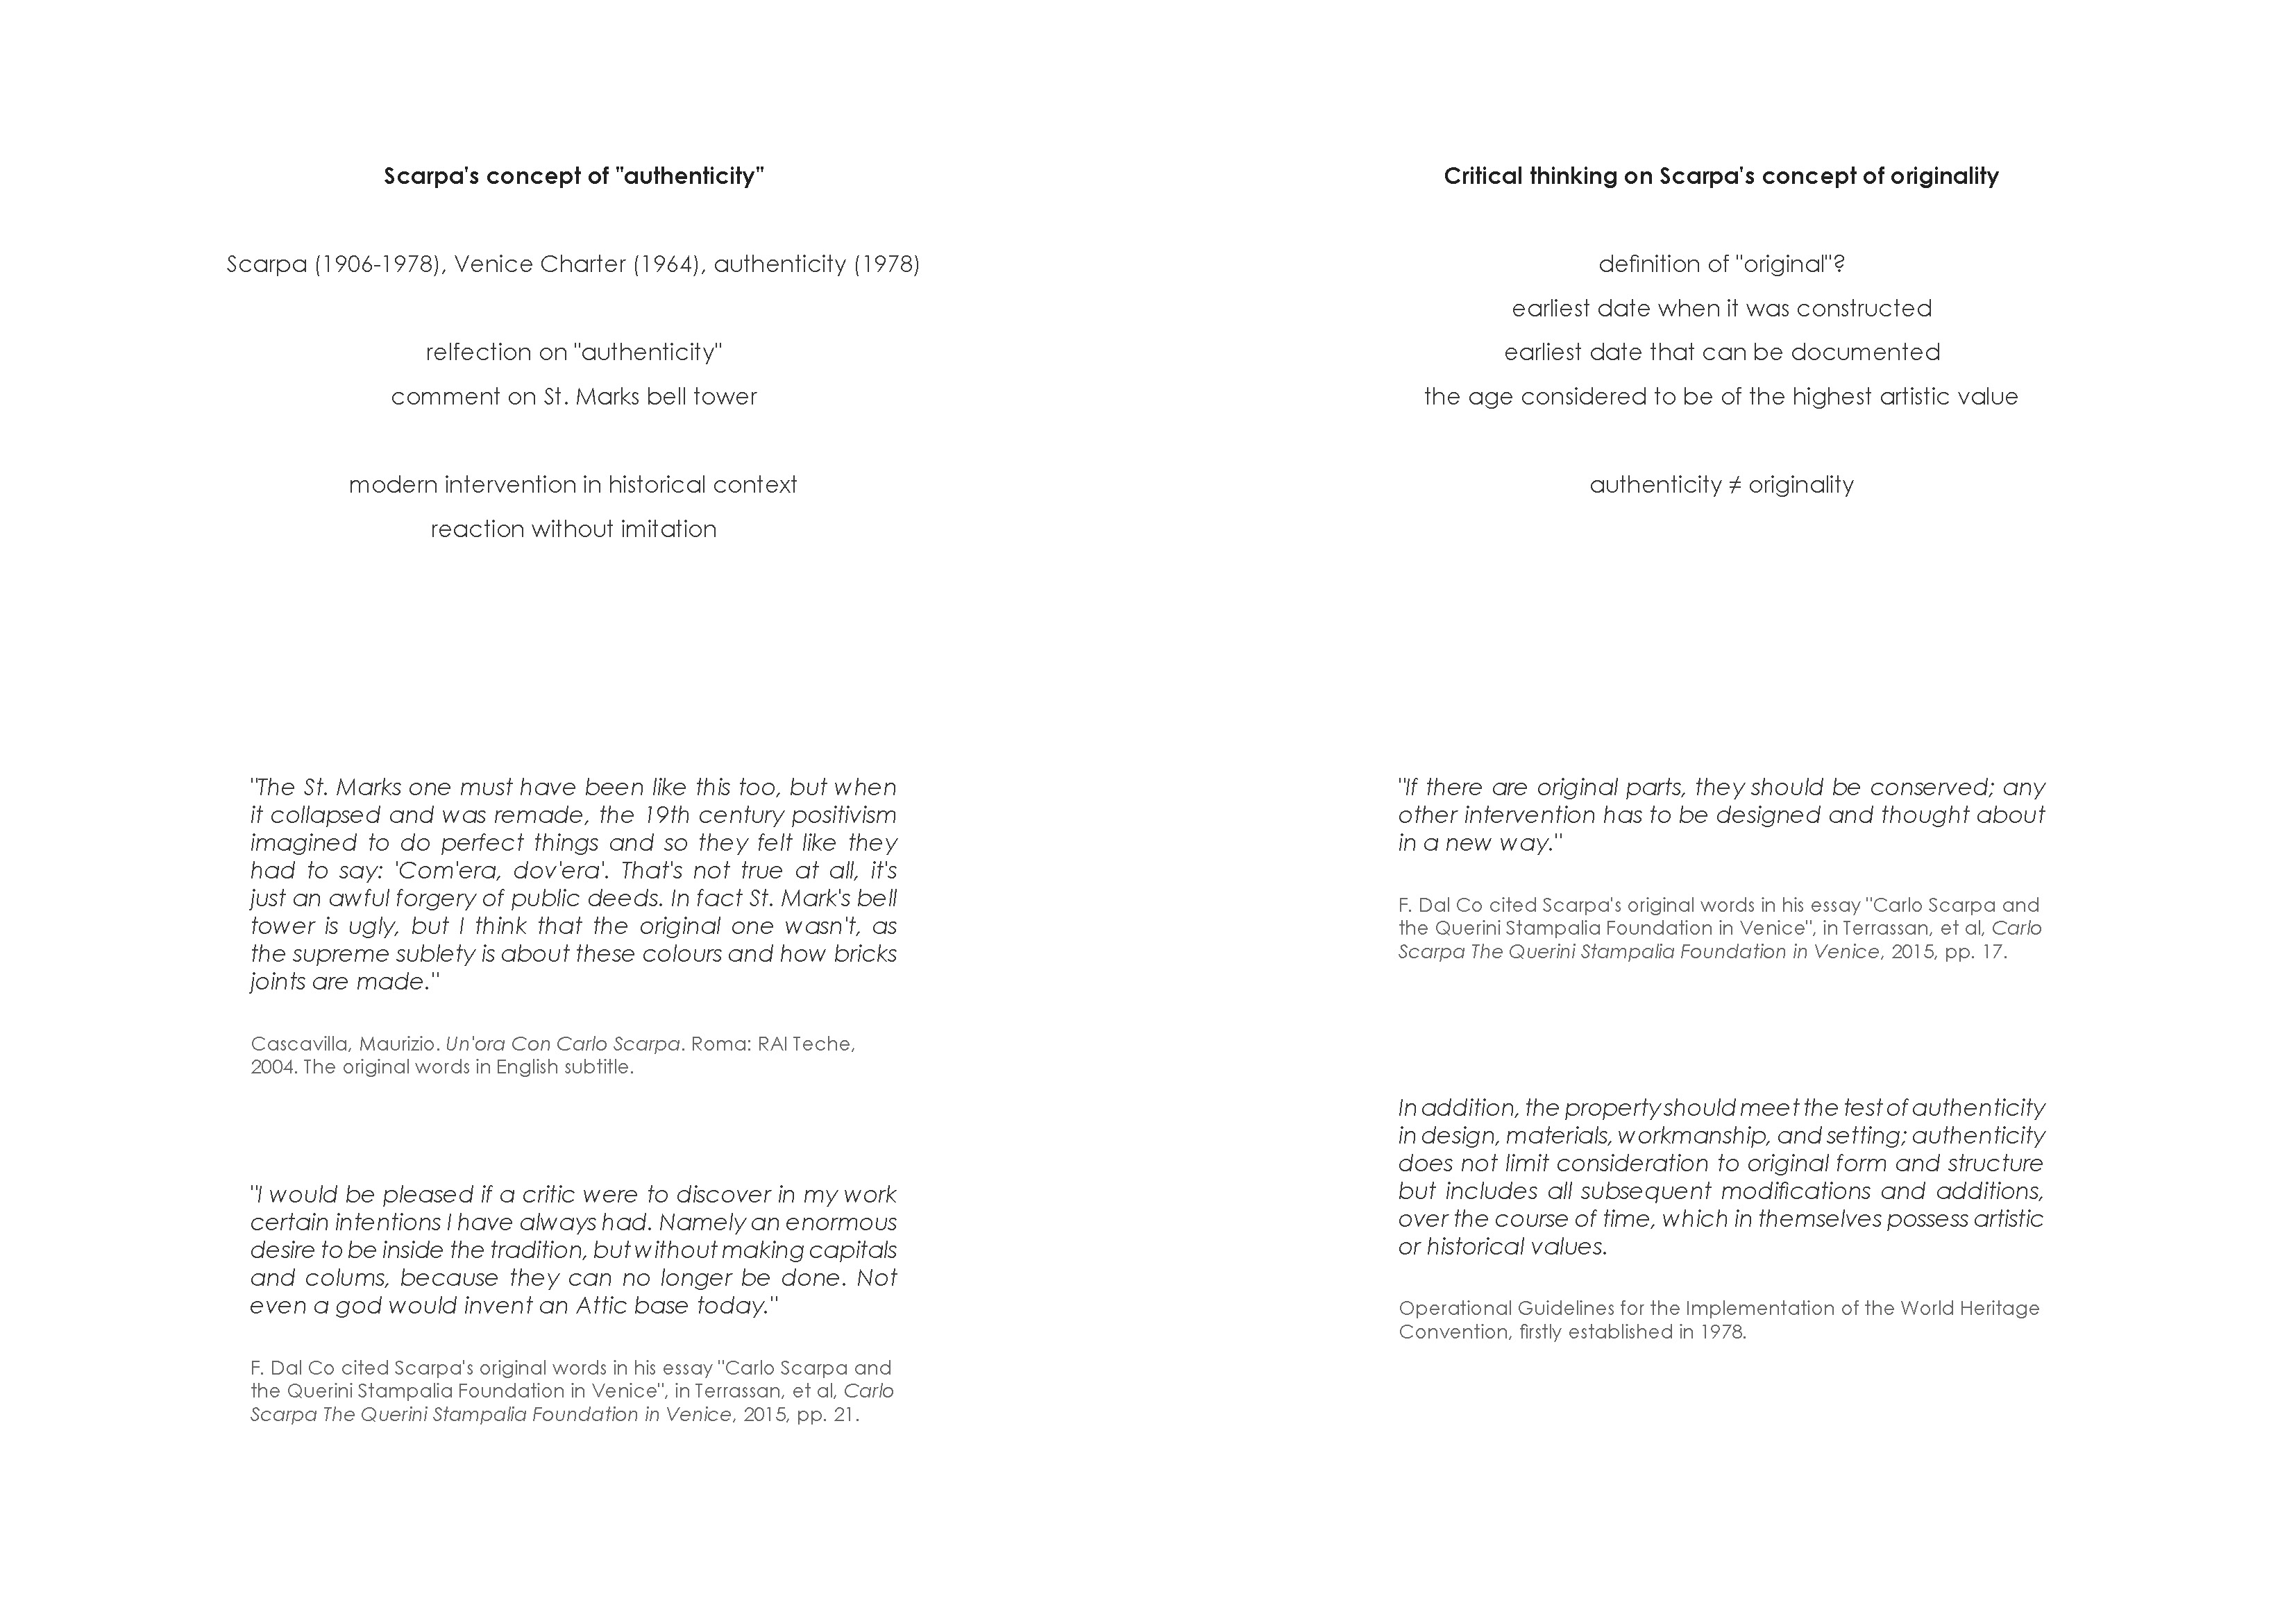 Scarpa's concept of "authenticity"
Scarpa (1906-1978), Venice Charter (1964), authenticity (1978)
relfection on "authenticity"
comment on St. Marks bell tower
modern intervention in historical context
reaction without imitation
"The St. Marks one must have been like this too, but when
it collapsed and was remade, the 19th century positivism
imagined to do perfect things and so they felt like they
had to say: 'Com'era, dov'era'. That's not true at all, it's
just an awful forgery of public deeds. In fact St. Mark's bell
tower is ugly, but I think that the original one wasn't, as
the supreme sublety is about these colours and how bricks
joints are made."
Cascavilla, Maurizio. Un'ora Con Carlo Scarpa. Roma: RAI Teche,
2004. The original words in English subtitle.
"I would be pleased if a critic were to discover in my work
certain intentions I have always had. Namely an enormous
desire to be inside the tradition, but without making capitals
and colums, because they can no longer be done. Not
even a god would invent an Attic base today."
F. Dal Co cited Scarpa's original words in his essay "Carlo Scarpa and
the Querini Stampalia Foundation in Venice", in Terrassan, et al, Carlo
Scarpa The Querini Stampalia Foundation in Venice, 2015, pp. 21.
Critical thinking on Scarpa's concept of originality
definition of "original"?
earliest date when it was constructed
earliest date that can be documented
the age considered to be of the highest artistic value
authenticity ≠ originality
"If there are original parts, they should be conserved; any
other intervention has to be designed and thought about
in a new way."
F. Dal Co cited Scarpa's original words in his essay "Carlo Scarpa and
the Querini Stampalia Foundation in Venice", in Terrassan, et al, Carlo
Scarpa The Querini Stampalia Foundation in Venice, 2015, pp. 17.
In addition, the property should meet the test of authenticity
in design, materials, workmanship, and setting; authenticity
does not limit consideration to original form and structure
but includes all subsequent modifications and additions,
over the course of time, which in themselves possess artistic
or historical values.
Operational Guidelines for the Implementation of the World Heritage
Convention, firstly established in 1978.